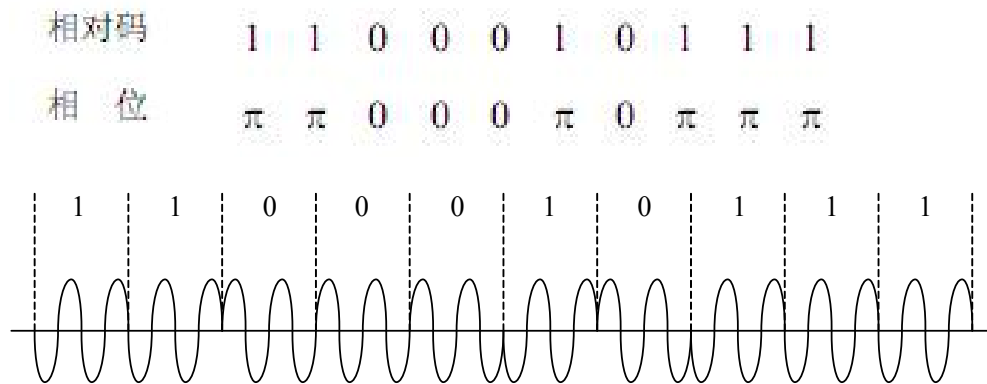 相对码 1 1 0 0 0 1 0 1 1 1
相 位 π π 0 0 0 π 0 π π π
1 1 0 0 0 1 0 1 1 1